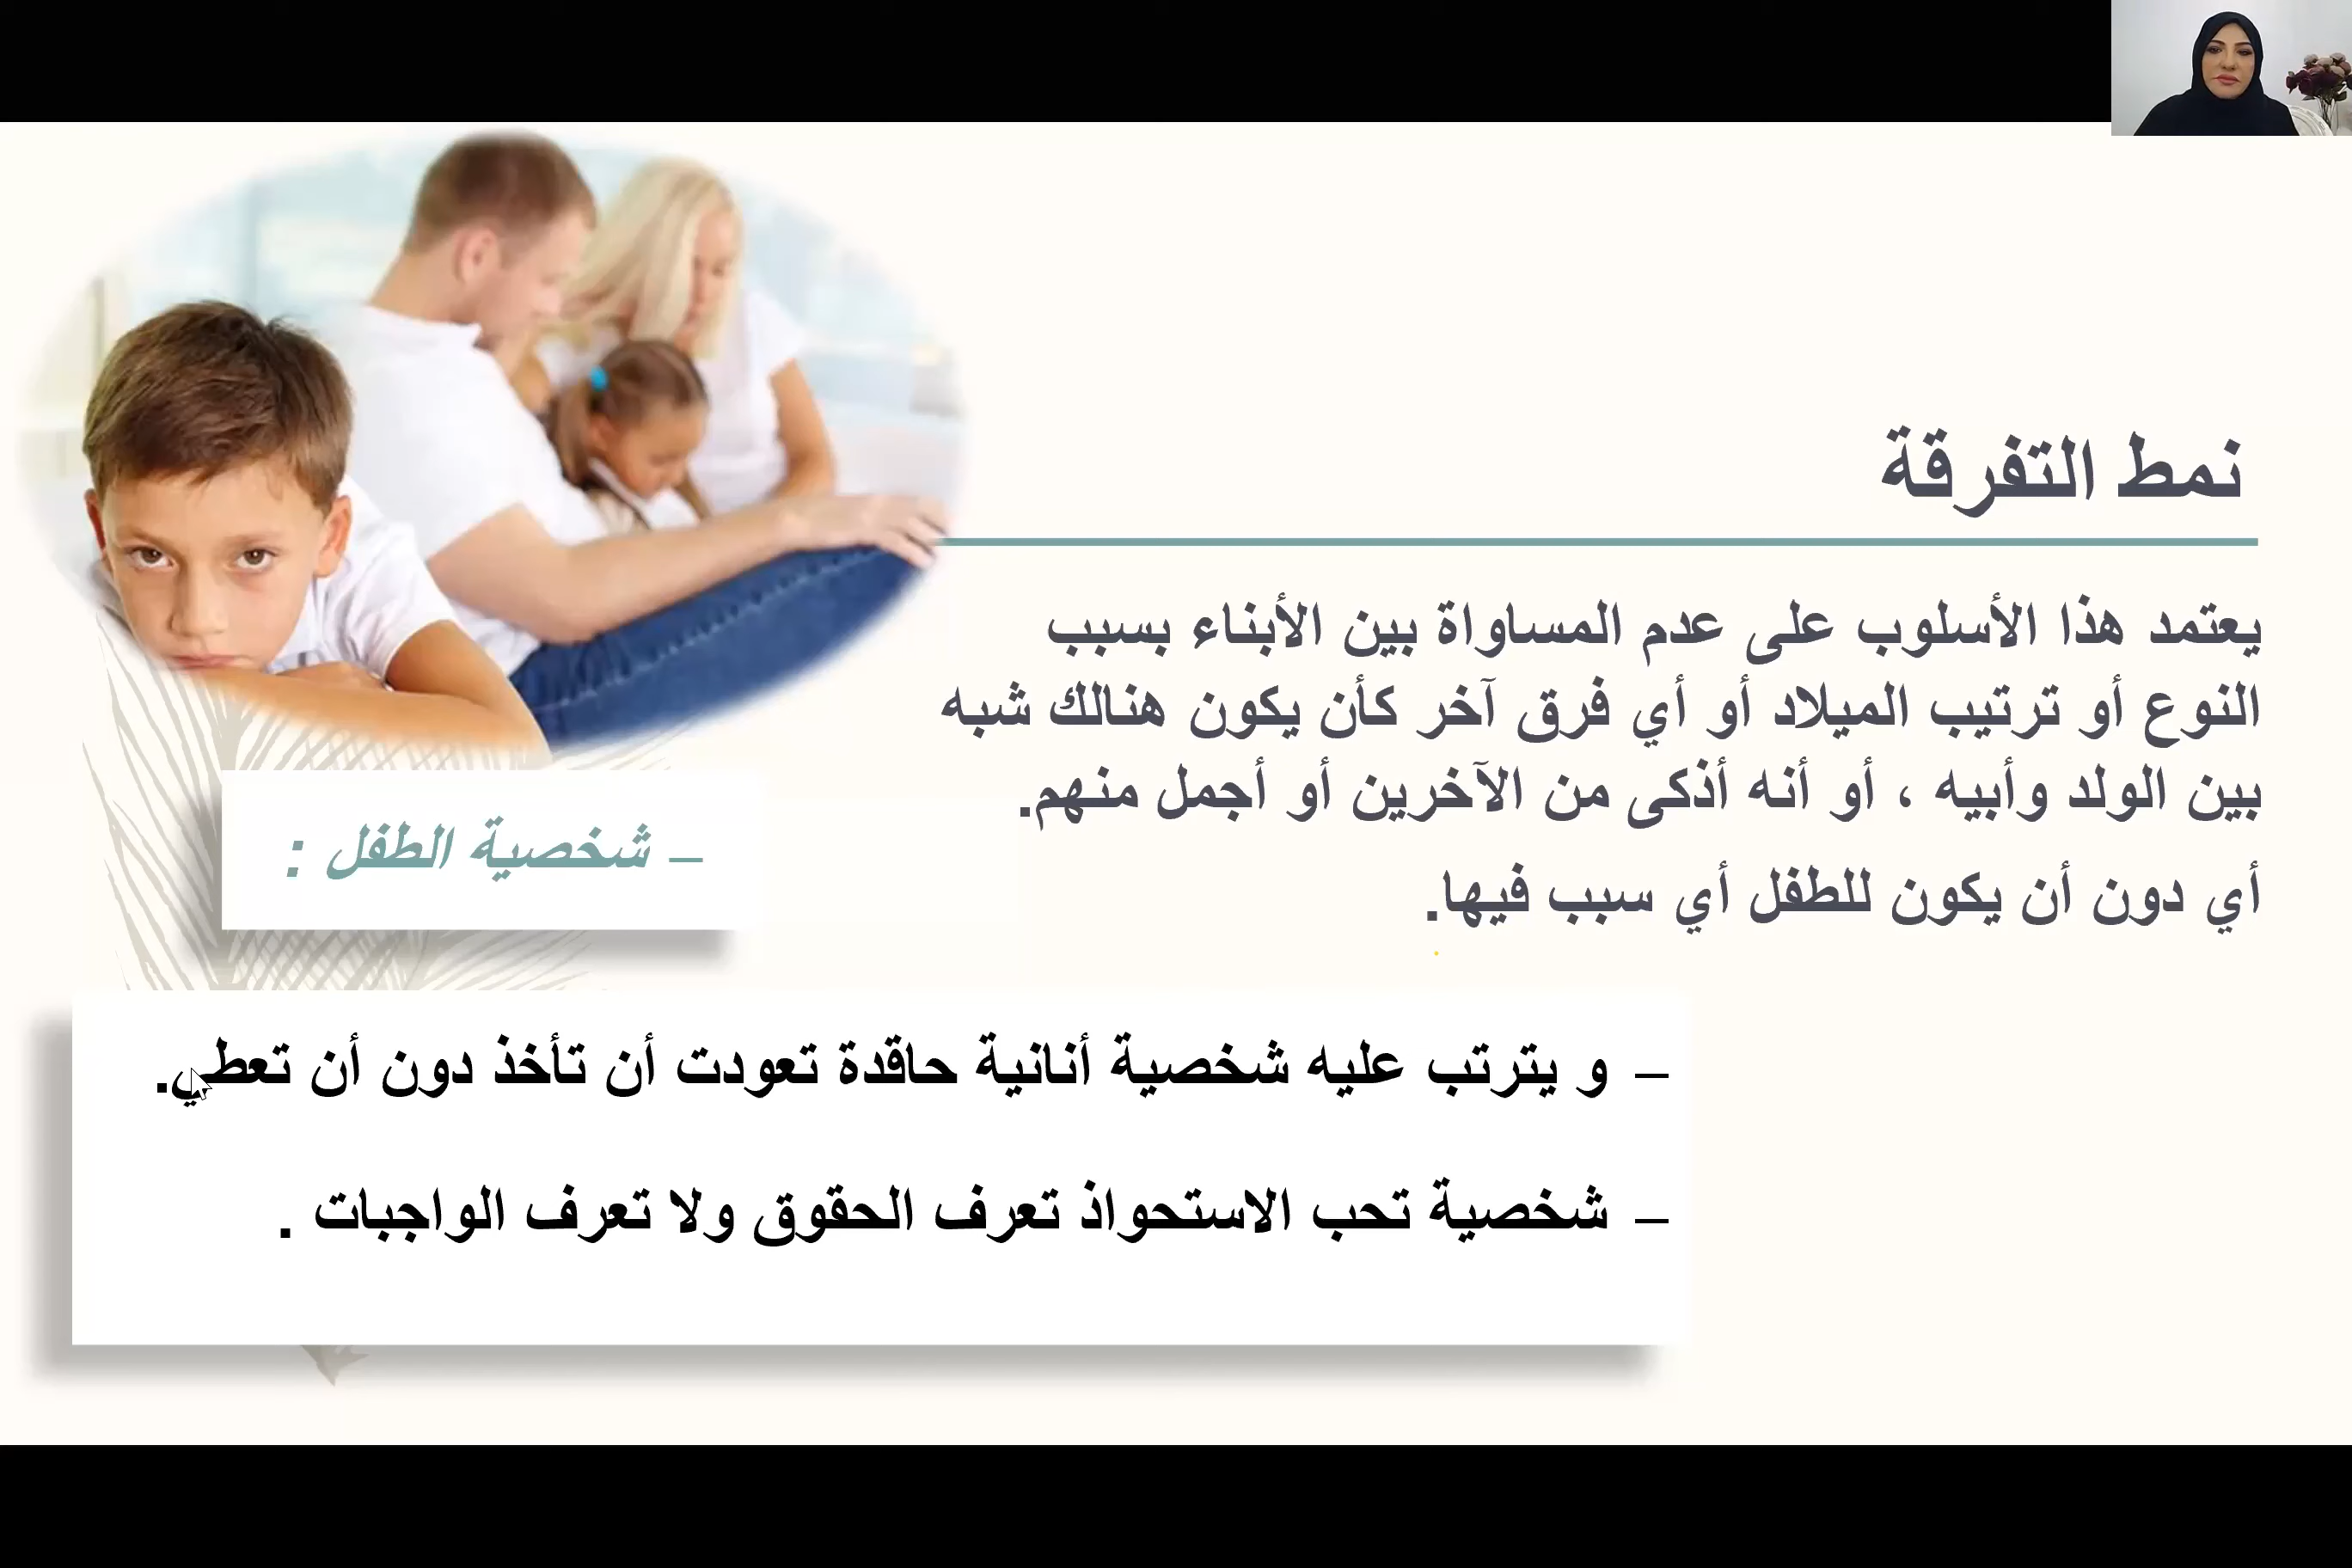 نمط التفرقة
يعتمد هذا الأسلوب على عدم المساواة بين الأبناء بسبب
النوع أو ترتيب الميلاد أو أي فرق آخر كأن يكون هنالك شبه
بين الولد وأبيه ، أو أنه أذكى من الآخرين أو أجمل منهم.
أي دون أن يكون للطفل أي سبب فيها.
– شخصية الطفل :
– و يترتب عليه شخصية أنانية حاقدة تعودت أن تأخذ دون أن تعطي.
– شخصية تحب الاستحواذ تعرف الحقوق ولا تعرف الواجبات .